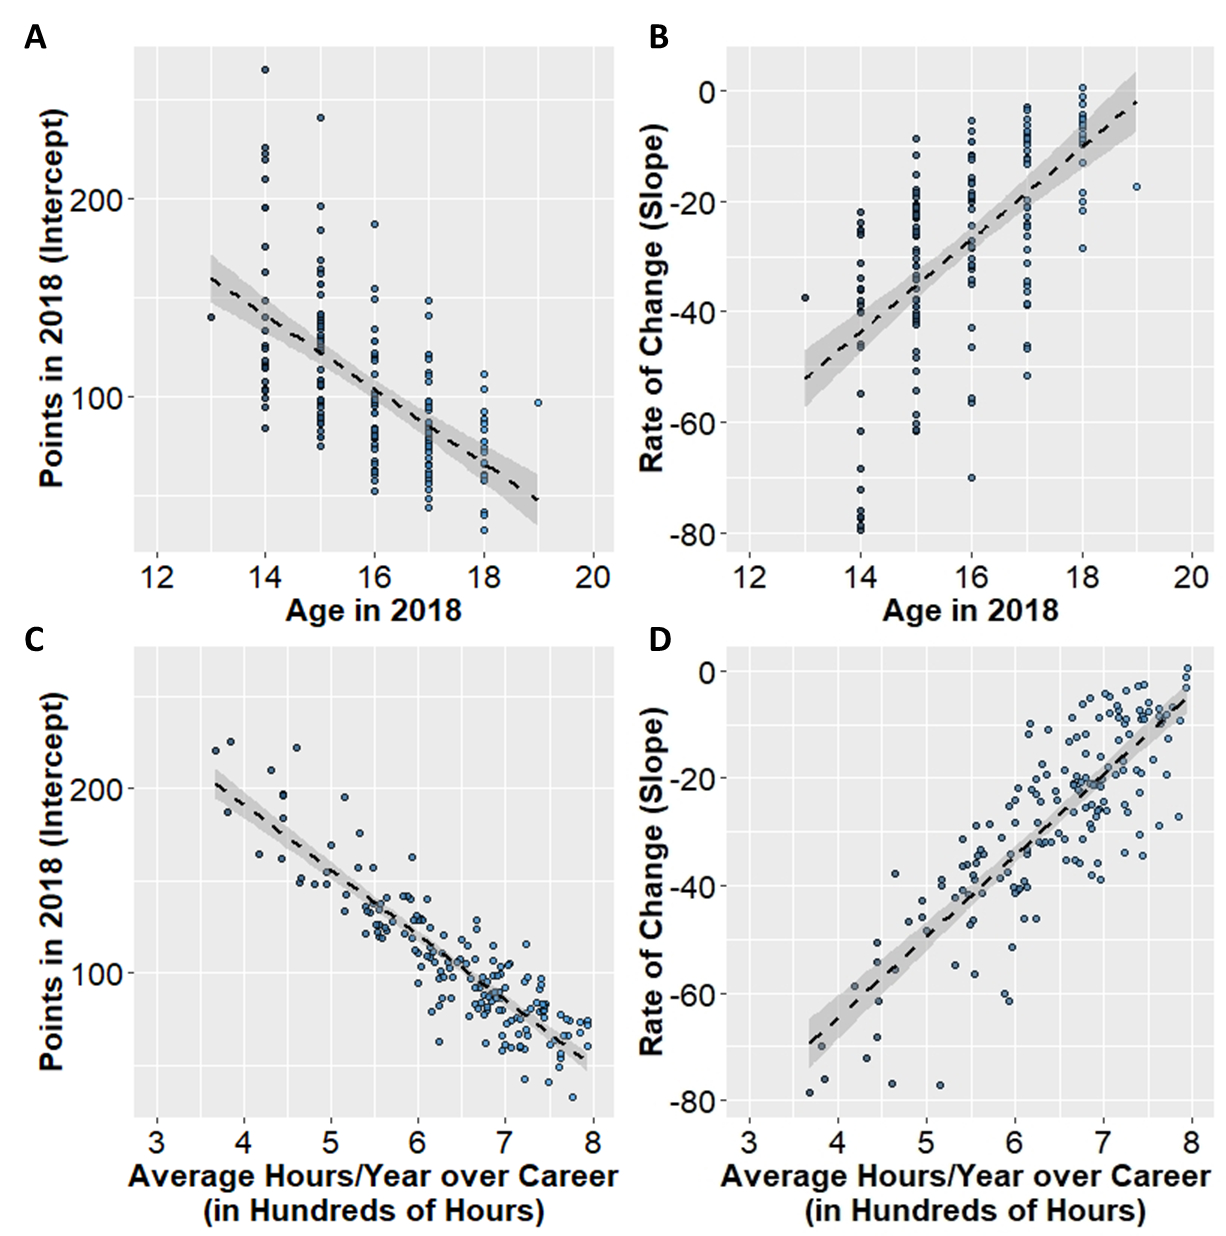 A
Points in 2018 (Intercept)
200
100
12 14 16 18 20
Age in 2018
B
Rate of Change (Slope)
0
-20
-40
-60
-80
12 14 16 18 20
Age in 2018
C
Points in 2018 (Intercept)
200
100
3 4 5 6 7 8
Average Hours/Year over Career
(in Hundreds of Hours)
D
Rate of Change (Slope)
0
-20
-40
-60
-80
3 4 5 6 7 8
Average Hours/Year over Career
(in Hundreds of Hours)